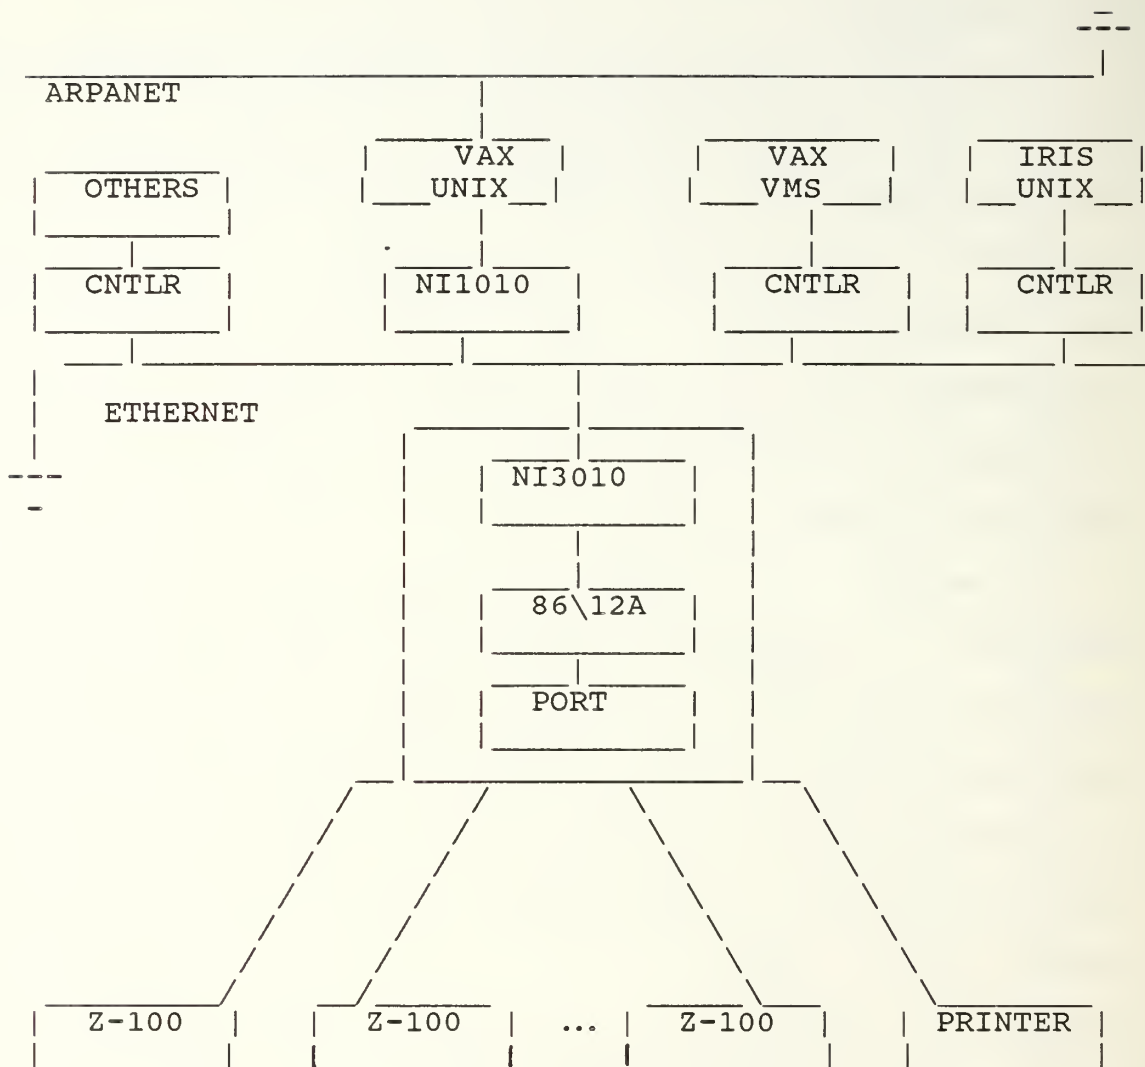 ARPANET
VAX VAX IRIS
OTHERS UNIX VMS UNIX
CNTLR NI1010 CNTLR CNTLR
ETHERNET
NI3010
86\12A
PORT
Z-100 Z-100 ... Z-100 PRINTER